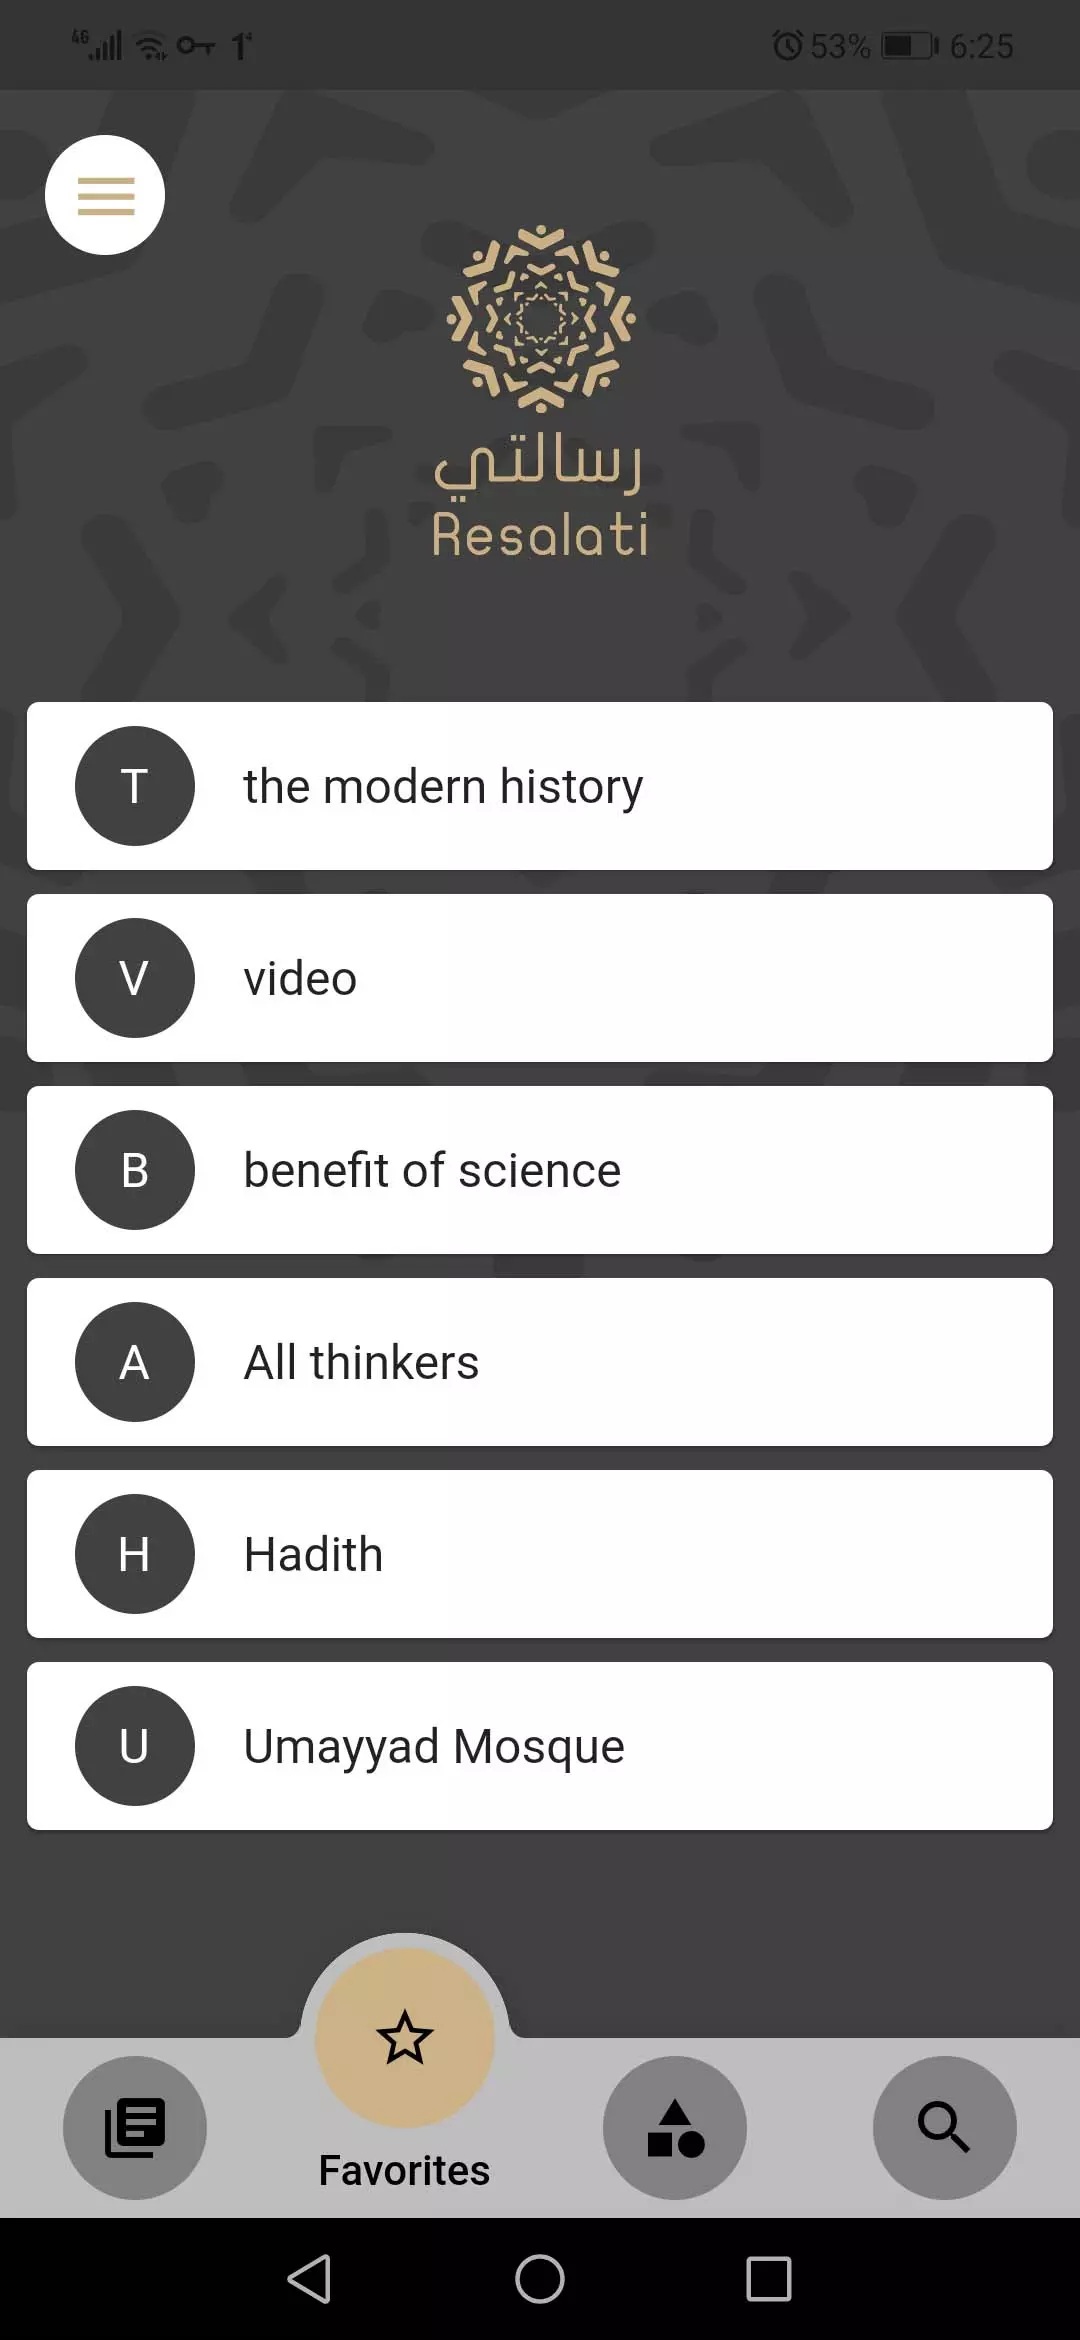 4G 53% 6:25
رسالتي
Resalati
T the modern history
V video
B benefit of science
A All thinkers
H Hadith
U Umayyad Mosque
Favorites